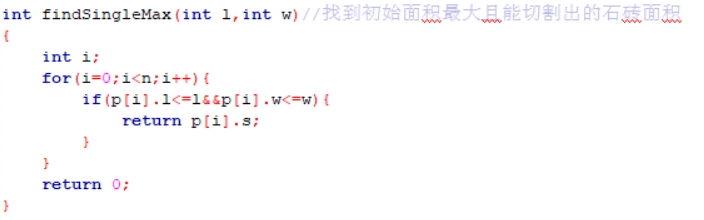 int findSingleMax(int l,int w)//找到初始面积最大且能切割出的石砖面积
{
    int i;
    for(i=0;i<n;i++){
        if(p[i].l<=l&&p[i].w<=w){
            return p[i].s;
        }
    }
    return 0;
}